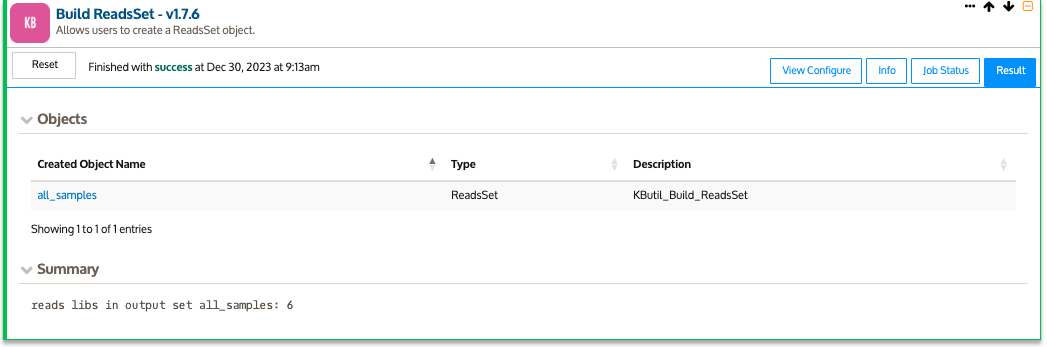 KB
Build ReadsSet - v1.7.6
Allows users to create a ReadsSet object.
Reset
Finished with success at Dec 30, 2023 at 9:13am
View Configure
Info
Job Status
Result
Objects
Created Object Name
Type
Description
all_samples
ReadsSet
KButil_Build_ReadsSet
Showing 1 to 1 of 1 entries
Summary
reads libs in output set all_samples: 6